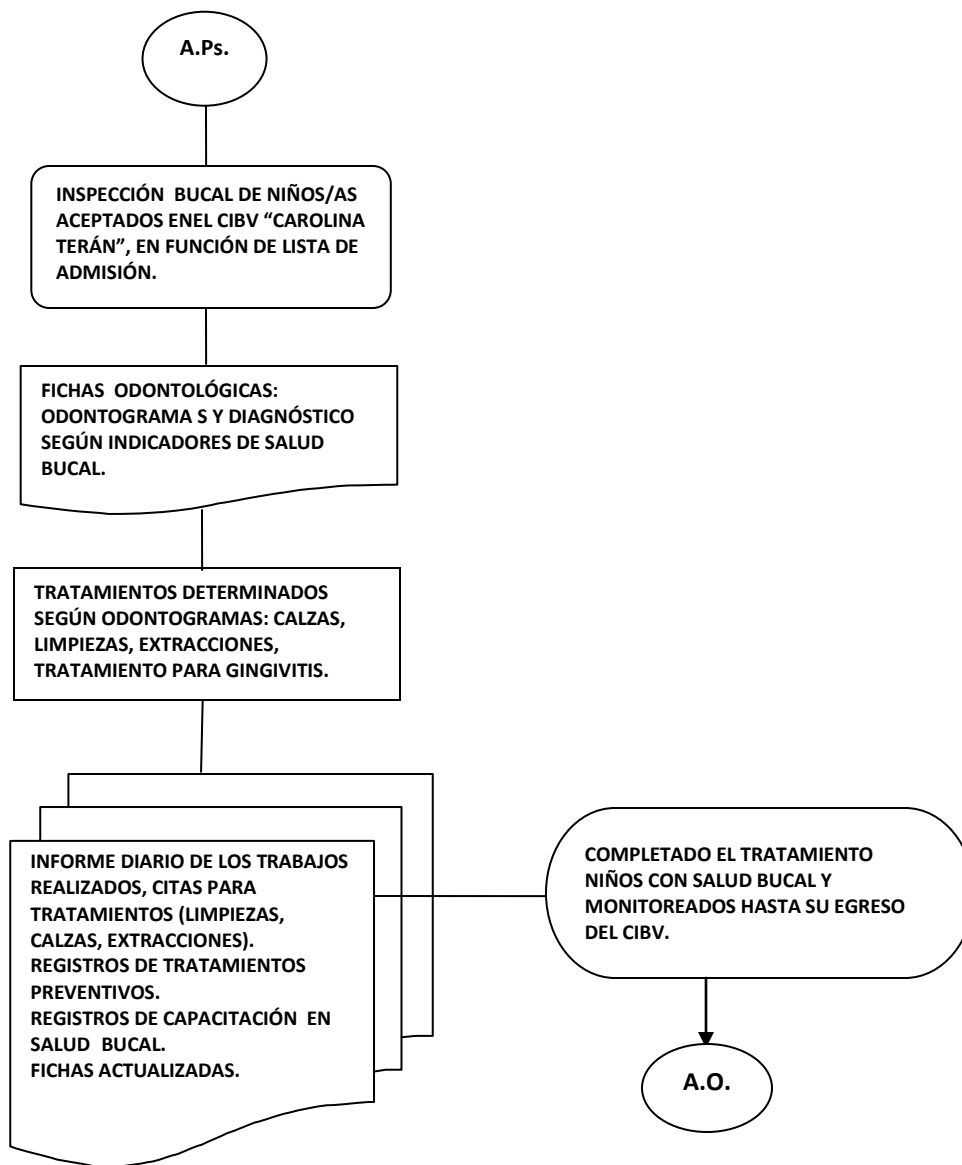 A.Ps.
INSPECCIÓN BUCAL DE NIÑOS/AS
ACEPTADOS ENEL CIBV “CAROLINA
TERÁN”, EN FUNCIÓN DE LISTA DE
ADMISIÓN.
FICHAS ODONTOLÓGICAS:
ODONTOGRAMA S Y DIAGNÓSTICO
SEGÚN INDICADORES DE SALUD
BUCAL.
TRATAMIENTOS DETERMINADOS
SEGÚN ODONTOGRAMAS: CALZAS,
LIMPIEZAS, EXTRACCIONES,
TRATAMIENTO PARA GINGIVITIS.
INFORME DIARIO DE LOS TRABAJOS
REALIZADOS, CITAS PARA
TRATAMIENTOS (LIMPIEZAS,
CALZAS, EXTRACCIONES).
REGISTROS DE TRATAMIENTOS
PREVENTIVOS.
REGISTROS DE CAPACITACIÓN EN
SALUD BUCAL.
FICHAS ACTUALIZADAS.
COMPLETADO EL TRATAMIENTO
NIÑOS CON SALUD BUCAL Y
MONITOREADOS HASTA SU EGRESO
DEL CIBV.
A.O.